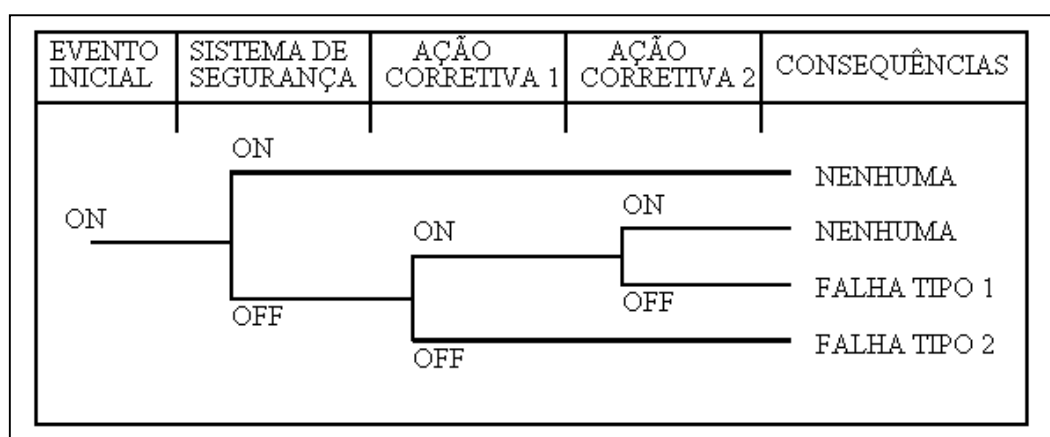 EVENTO INICIAL
SISTEMA DE SEGURANÇA
AÇÃO CORRETIVA 1
AÇÃO CORRETIVA 2
CONSEQUÊNCIAS
ON
NENHUMA
ON
ON
ON
NENHUMA
OFF
OFF
FALHA TIPO 1
OFF
FALHA TIPO 2